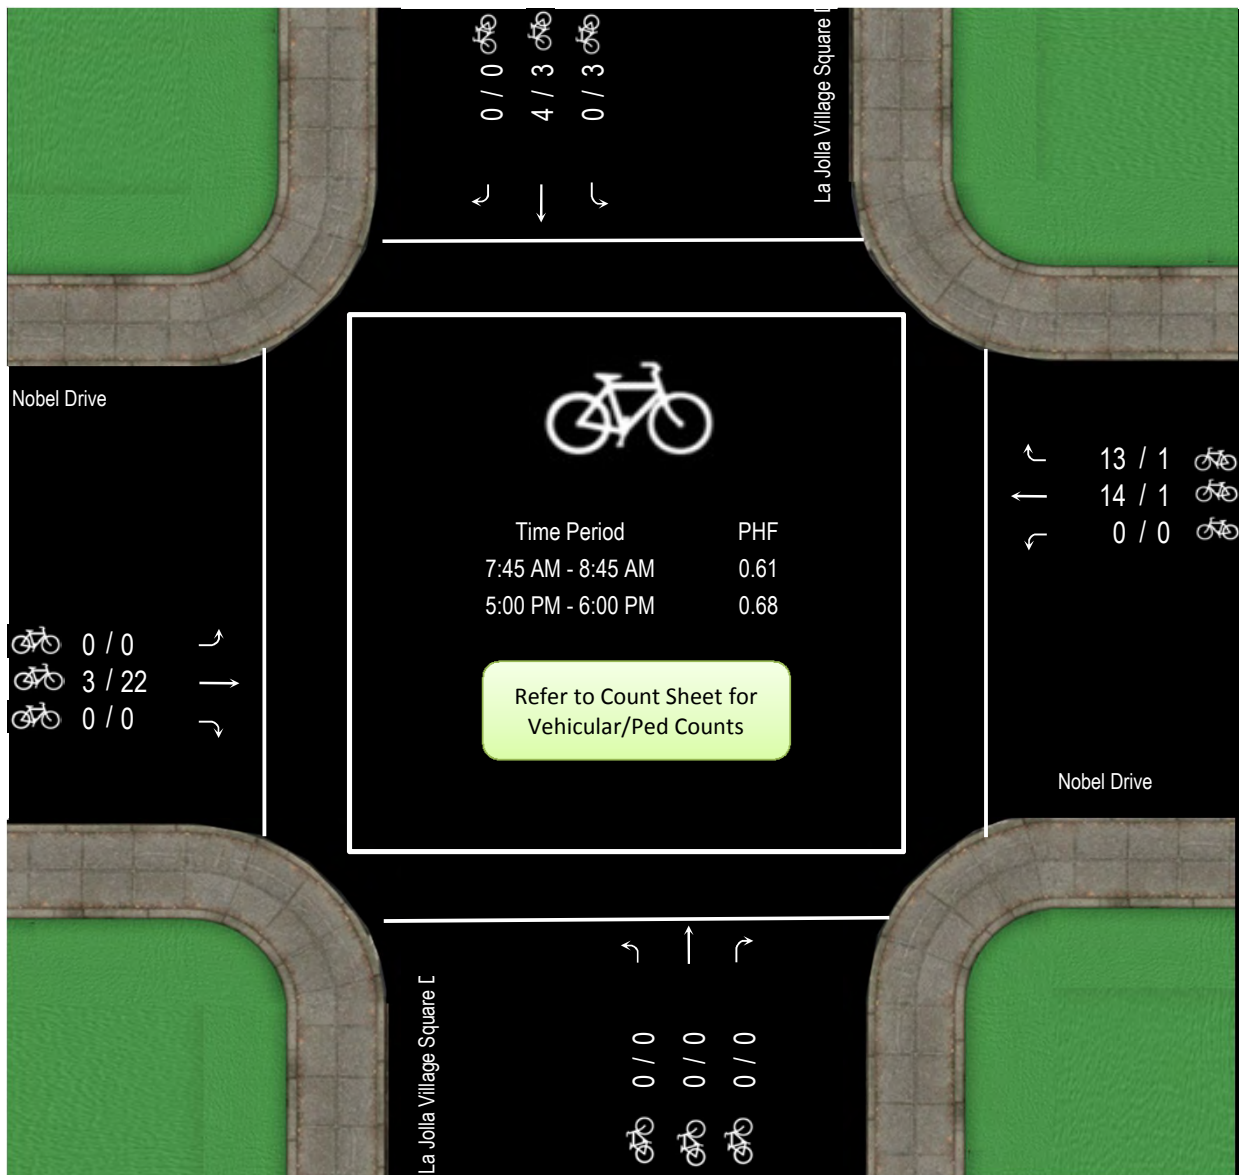 0 / 0
4 / 3
0 / 3
La Jolla Village Square
Nobel Drive
13 / 1
14 / 1
0 / 0
Time Period PHF
7:45 AM - 8:45 AM 0.61
5:00 PM - 6:00 PM 0.68
0 / 0
3 / 22
0 / 0
Refer to Count Sheet for
Vehicular/Ped Counts
Nobel Drive
La Jolla Village Square
0 / 0
0 / 0
0 / 0